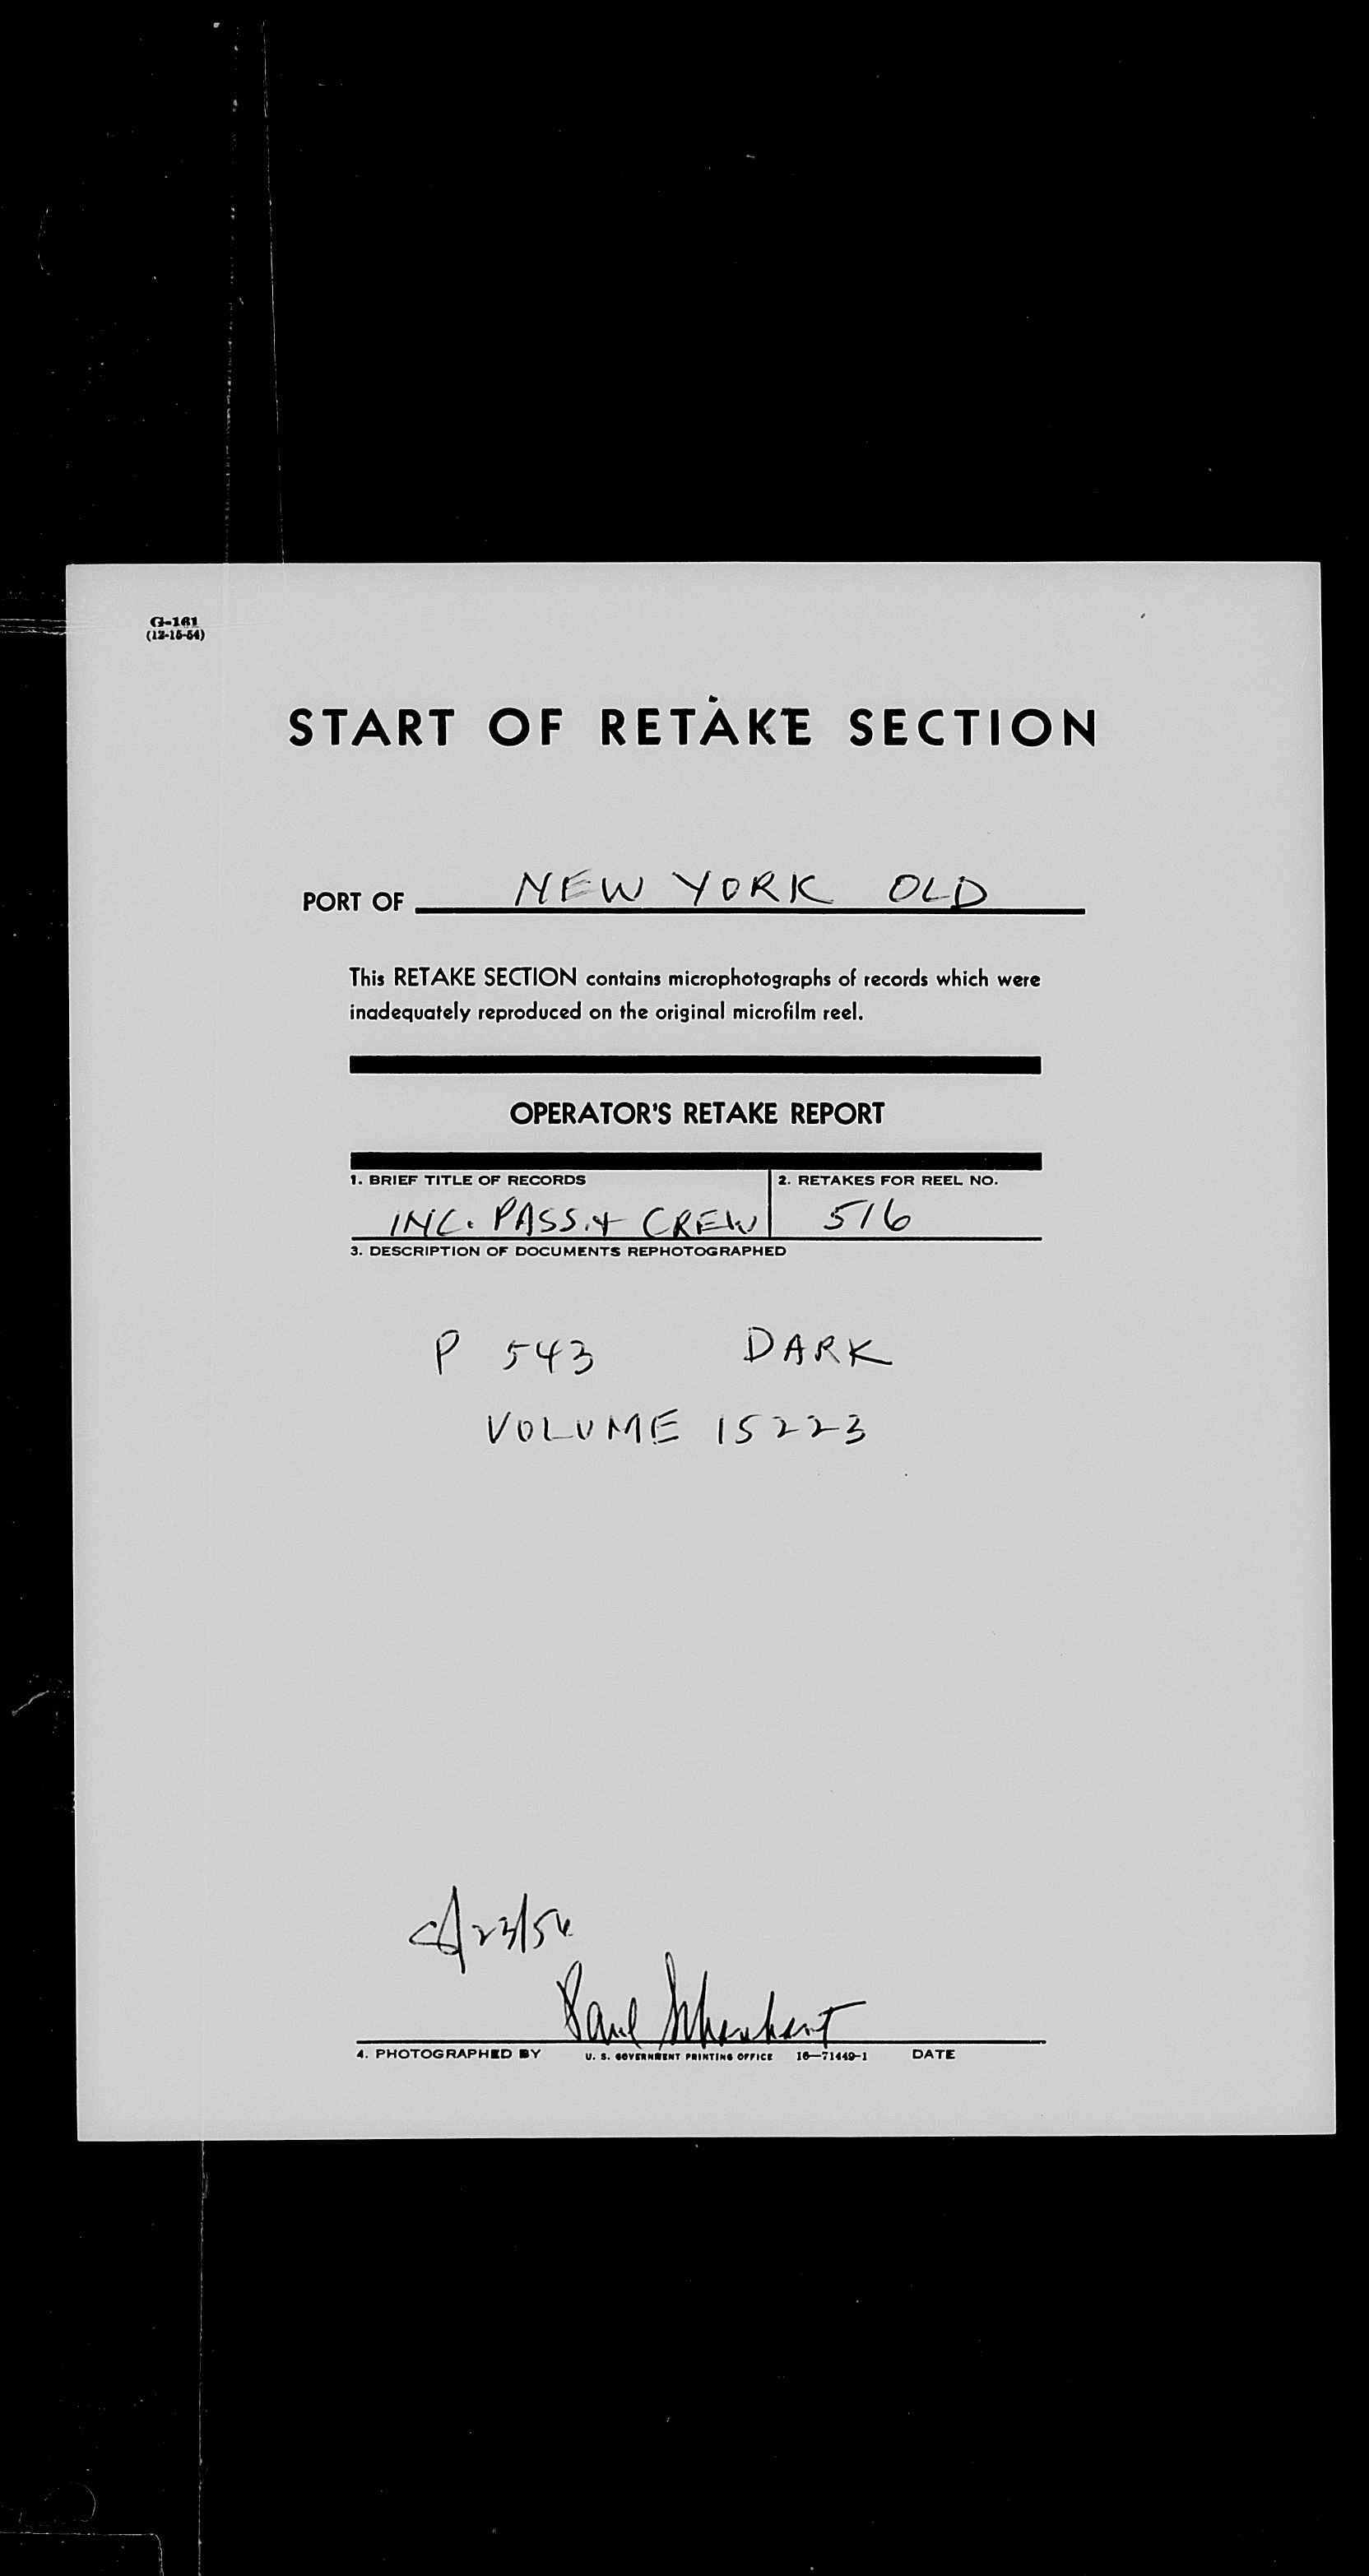 G-161
(12-15-54)
START OF RETAKE SECTION
PORT OF NEW YORK OLD
This RETAKE SECTION contains microphotographs of records which were
inadequately reproduced on the original microfilm reel.
OPERATOR'S RETAKE REPORT
1. BRIEF TITLE OF RECORDS 2. RETAKES FOR REEL NO.
INC. PASS. + CREW 516
3. DESCRIPTION OF DOCUMENTS REPHOTOGRAPHED
P 543 DARK
VOLUME 15223
Paul
4. PHOTOGRAPHED BY U. S. GOVERNMENT PRINTING OFFICE 16—71449-1 DATE